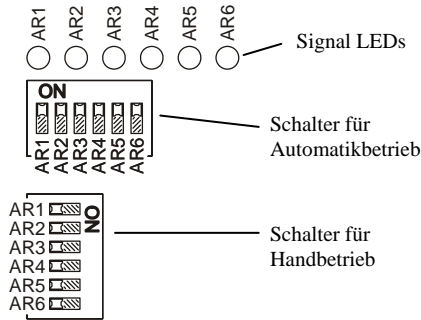 AR1 AR2 AR3 AR4 AR5 AR6
Signal LEDs
ON
AR1 AR2 AR3 AR4 AR5 AR6
Schalter für
Automatikbetrieb
AR1
AR2
AR3
AR4
AR5
AR6
ON
Schalter für
Handbetrieb